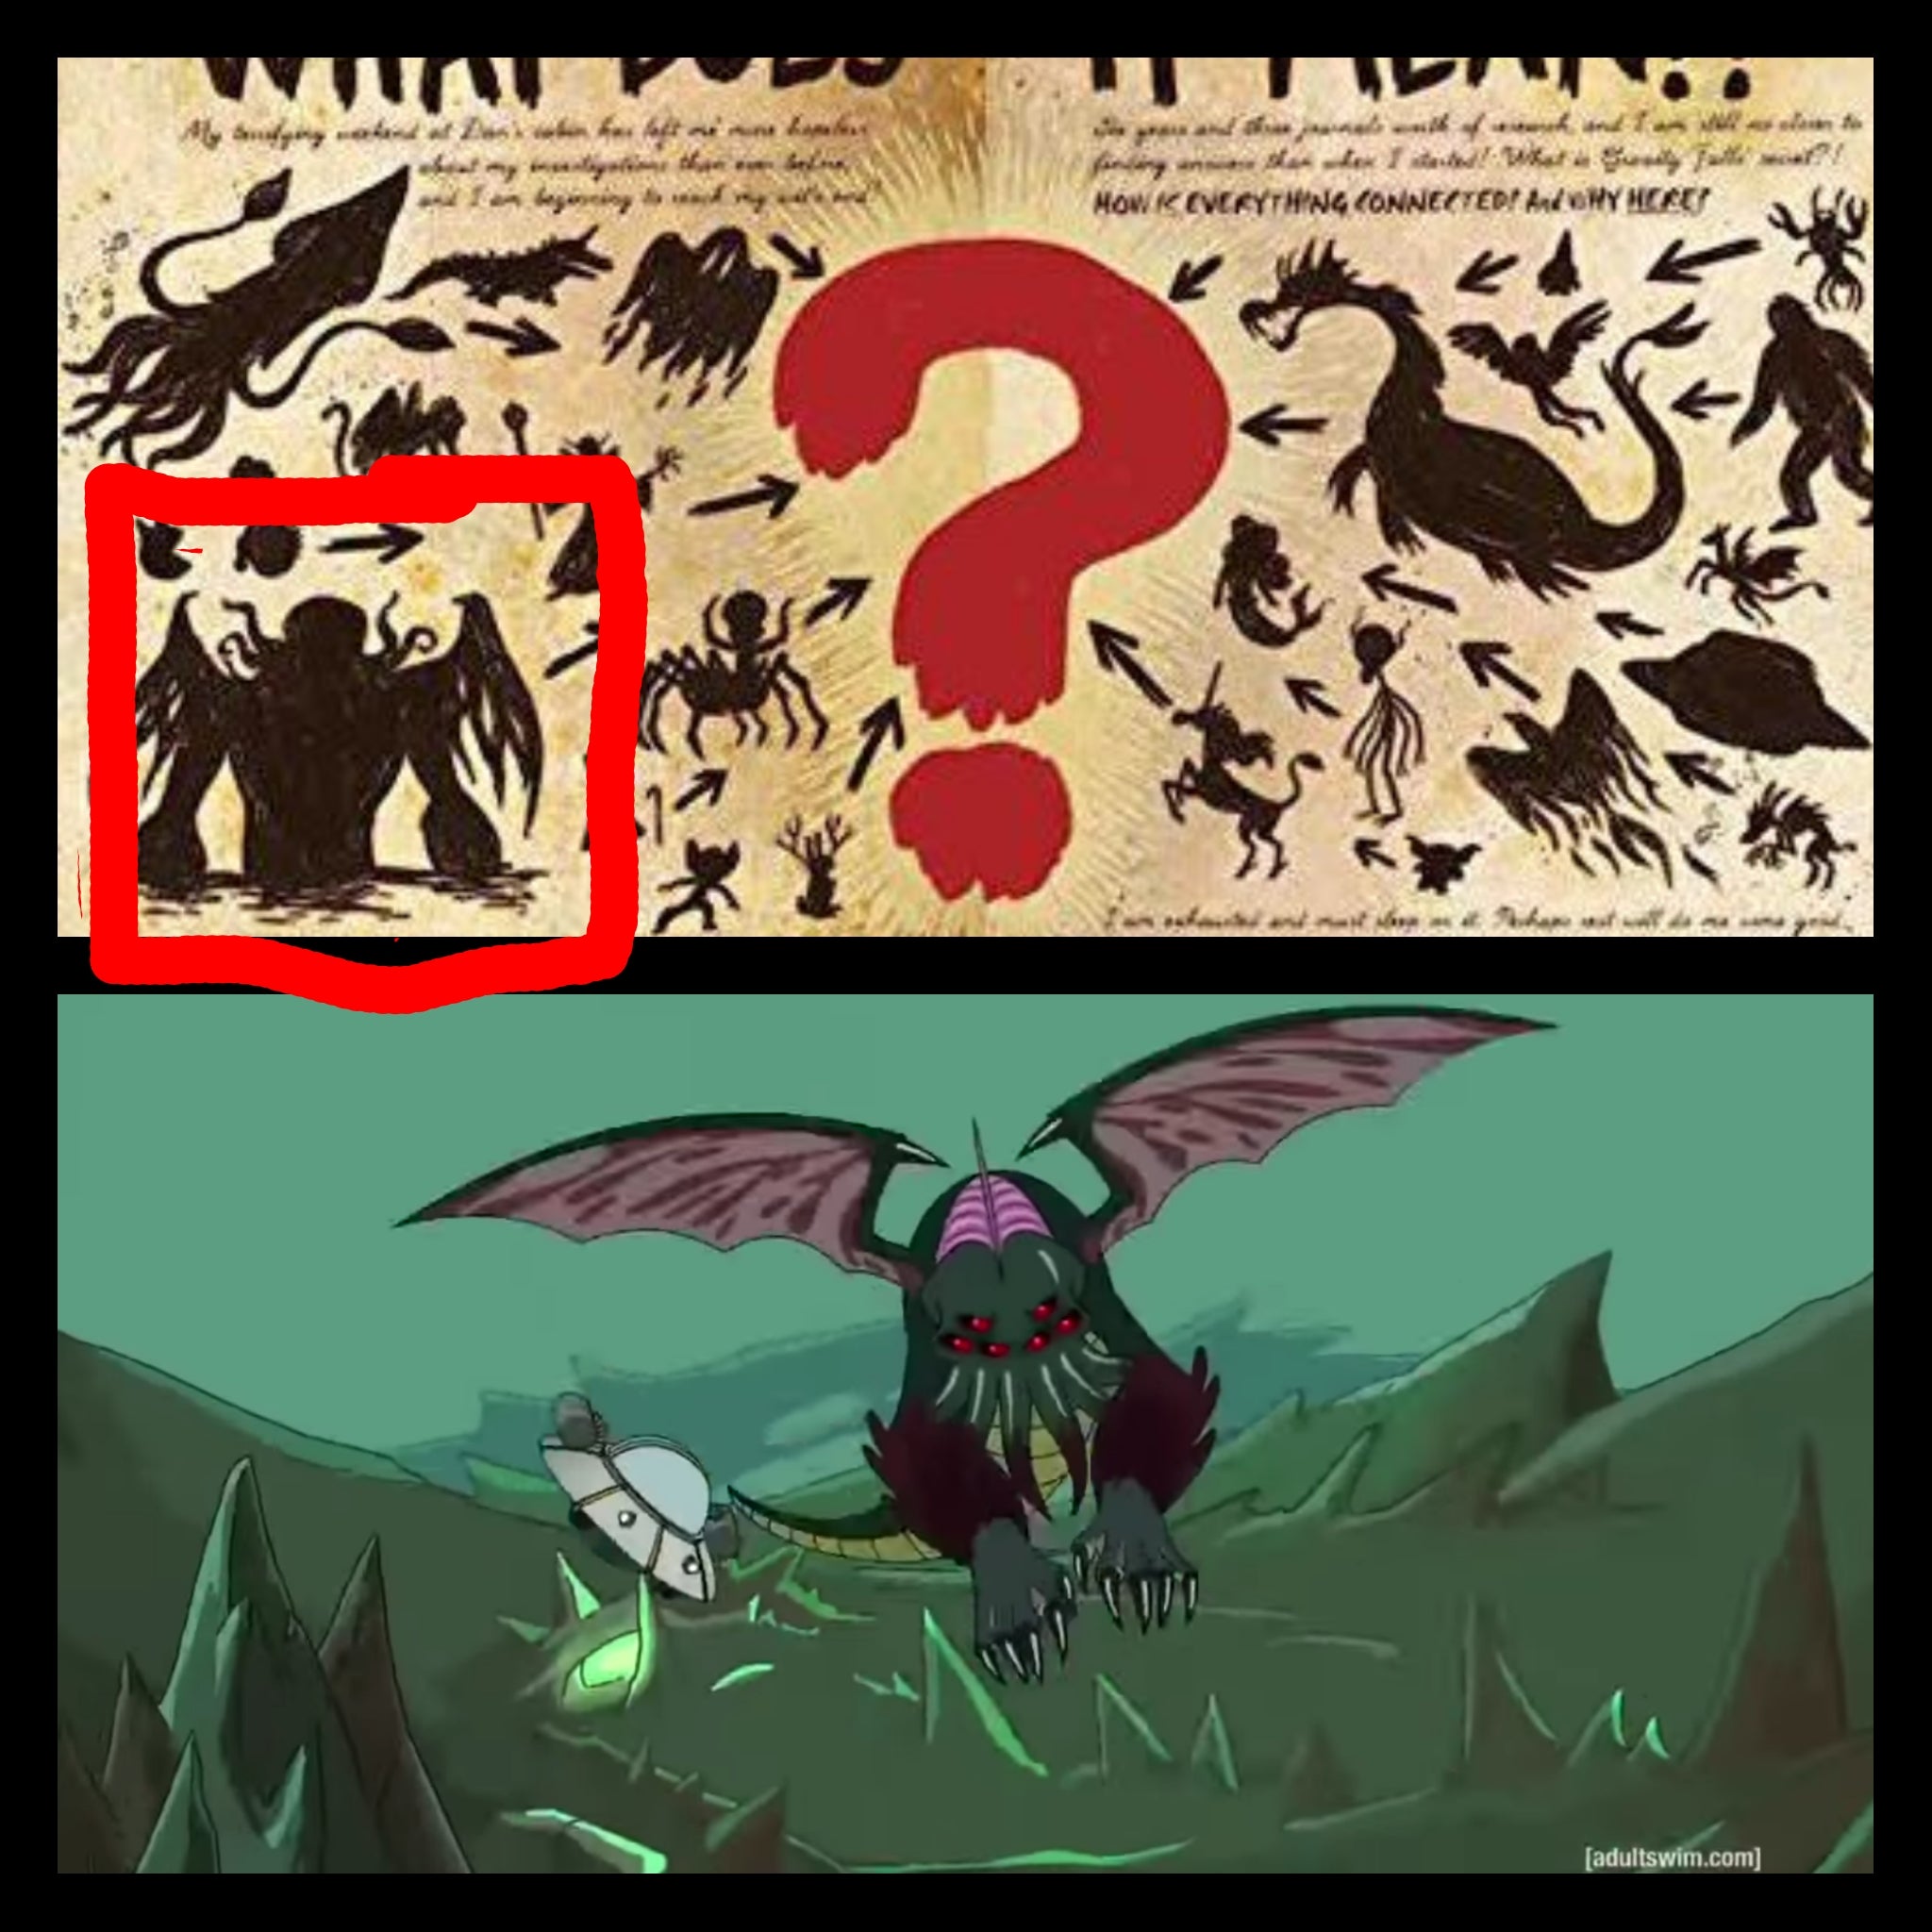 WHAT DOES IT MEAN?!
My terrifying weekend at Dan's cabin has left me more hopeless
about my investigations than ever before,
and I am beginning to reach my wit's end!
Six years and three journals worth of research, and I am still no closer to
finding answers than when I started! What is Gravity Falls' secret?!
HOW IS EVERYTHING CONNECTED? And WHY HERE?
I am exhausted and must sleep on it. Perhaps rest will do me some good...
[adultswim.com]